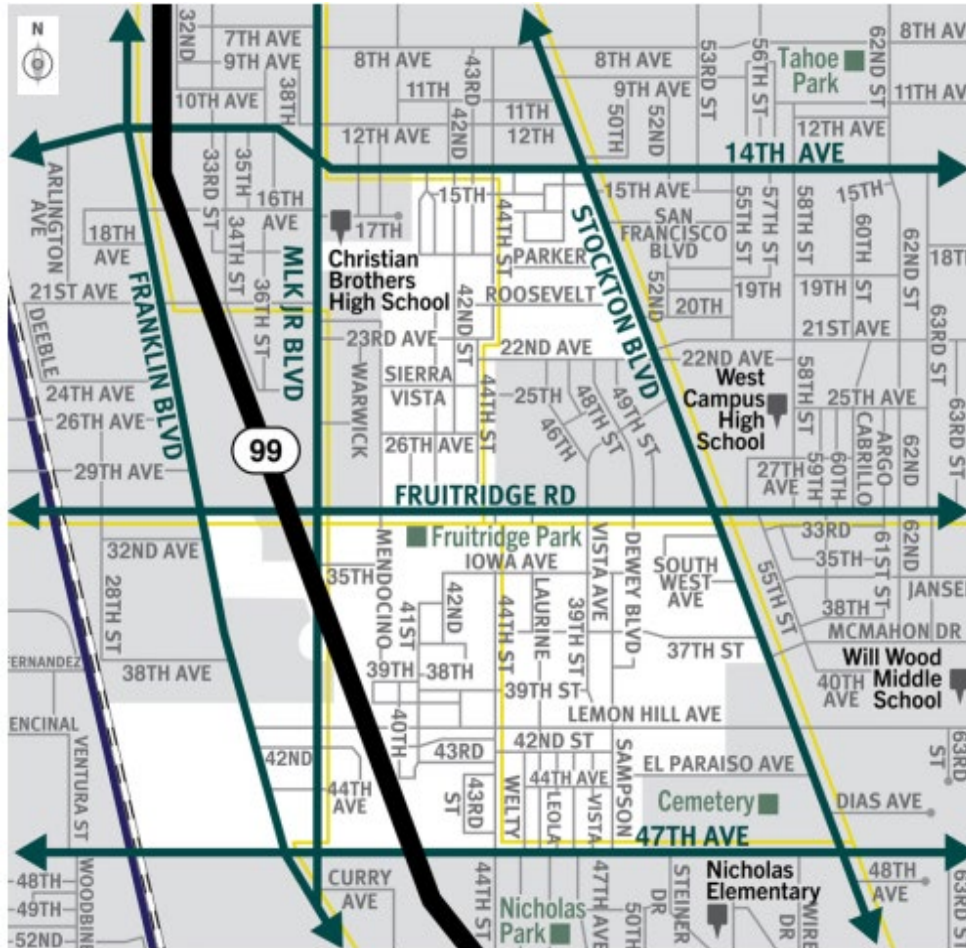 N
32ND
7TH AVE
9TH AVE
10TH AVE
38TH
8TH AVE
43RD
11TH
42ND
11TH
12TH AVE
12TH
8TH AVE
9TH AVE
50TH
52ND
53RD ST
56TH ST
Tahoe
Park
62ND ST
8TH AV
11TH AV
12TH AVE
14TH AVE
ARLINGTON
AVE
33RD ST
35TH
34TH ST
16TH
AVE
18TH
AVE
17TH
15TH
44TH ST
PARKER
ROOSEVELT
Christian
Brothers
High School
15TH AVE
SAN
FRANCISCO
BLVD
52ND
20TH
55TH ST
57TH ST
19TH
58TH ST
15TH
60TH ST
19TH
62ND ST
18TH
21ST AVE
DEEBLE
FRANKLIN BLVD
36TH ST
MLK JR BLVD
23RD AVE
42ND ST
WARWICK
SIERRA
VISTA
44TH ST
STOCKTON BLVD
22ND AVE
21ST AVE
22ND AVE
63RD ST
24TH AVE
26TH AVE
29TH AVE
99
26TH AVE
25TH
46TH
48TH ST
49TH ST
West
Campus
High
School
58TH ST
25TH AVE
27TH
AVE
59TH
60TH
CABRILLO
ARGO
62ND
63RD ST
FRUITRIDGE RD
Fruitridge Park
32ND AVE
28TH ST
35TH
MENDOCINO
IOWA AVE
41ST
42ND
44TH ST
LAURINE
39TH ST
VISTA AVE
DEWEY BLVD
SOUTH
WEST
AVE
55TH ST
33RD
35TH
61ST ST
62ND
JANSE
38TH
MCMAHON DR
37TH ST
FERNANDEZ
38TH AVE
39TH
38TH
39TH ST
40TH
LEMON HILL AVE
Will Wood
Middle
School
40TH
AVE
ENCINAL
VENTURA ST
42ND
44TH
AVE
43RD
43RD
ST
42ND ST
44TH AVE
WELTY
LEOLA
VISTA
SAMPSON
EL PARAISO AVE
Cemetery
DIAS AVE
63RD
ST
47TH AVE
48TH
49TH
52ND
WOODBINE
CURRY
AVE
44TH ST
Nicholas
Park
47TH AVE
50TH
STEINER
DR
Nicholas
Elementary
WIRE
DR
48TH
AVE
63RD S